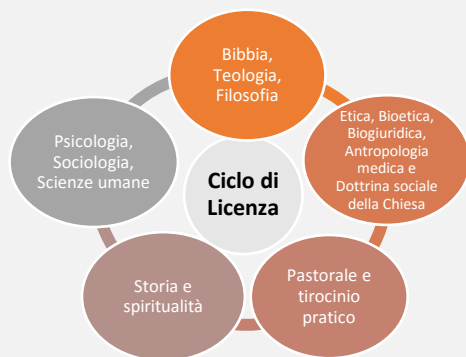 Bibbia,
Teologia,
Filosofia
Etica, Bioetica,
Biogiuridica,
Antropologia
medica e
Dottrina sociale
della Chiesa
Pastorale e
tirocinio
pratico
Storia e
spiritualità
Psicologia,
Sociologia,
Scienze umane
Ciclo di
Licenza